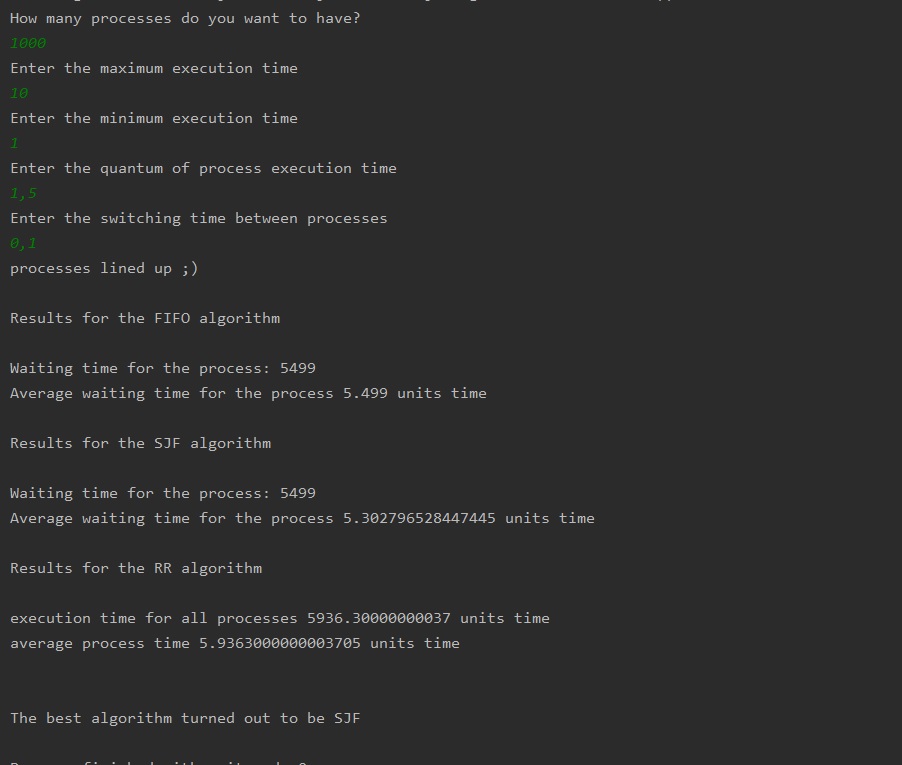 How many processes do you want to have?
1000
Enter the maximum execution time
10
Enter the minimum execution time
1
Enter the quantum of process execution time
1,5
Enter the switching time between processes
0,1
processes lined up ;)
Results for the FIFO algorithm
Waiting time for the process: 5499
Average waiting time for the process 5.499 units time
Results for the SJF algorithm
Waiting time for the process: 5499
Average waiting time for the process 5.302796528447445 units time
Results for the RR algorithm
execution time for all processes 5936.30000000037 units time
average process time 5.9363000000003705 units time
The best algorithm turned out to be SJF